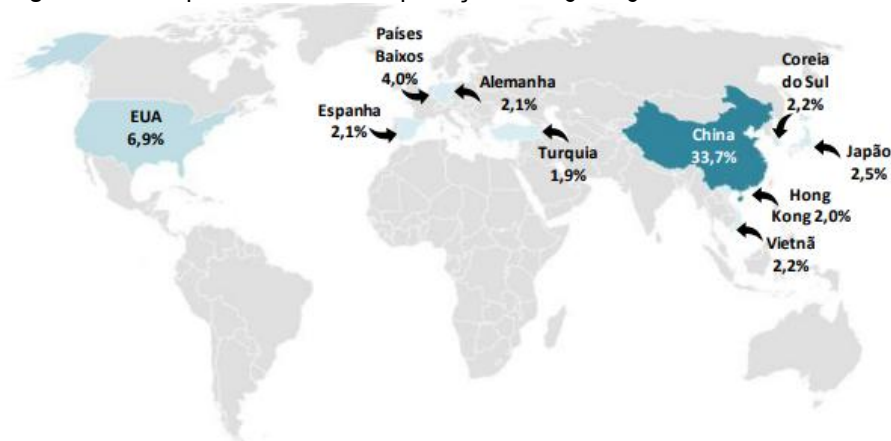 Países
Baixos
4,0%
Alemanha
2,1%
Espanha
2,1%
Turquia
1,9%
EUA
6,9%
China
33,7%
Coreia
do Sul
2,2%
Japão
2,5%
Hong
Kong 2,0%
Vietnã
2,2%